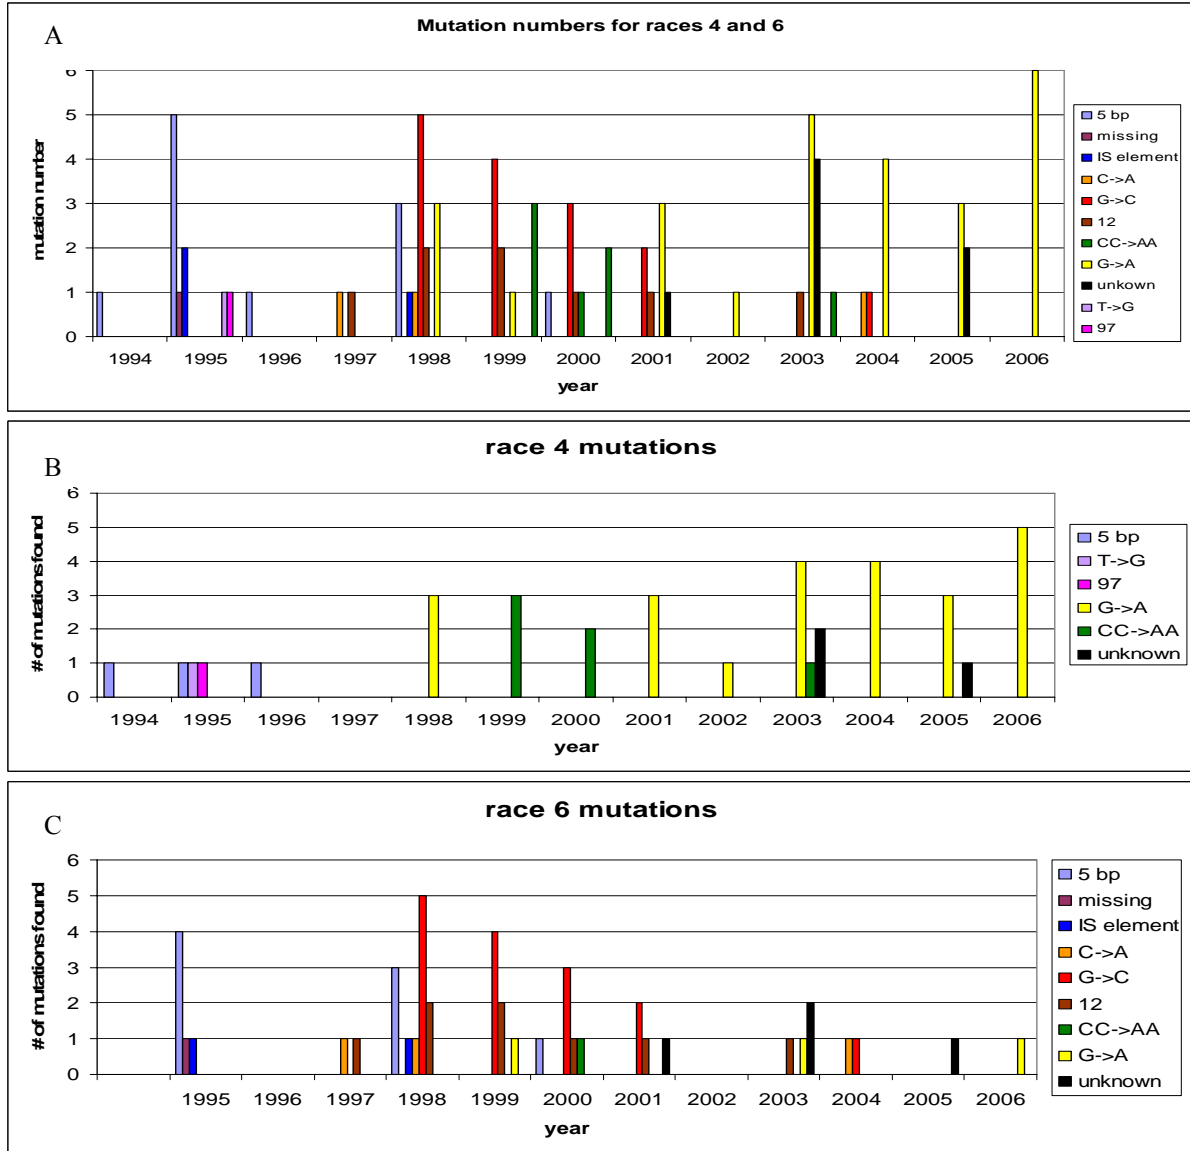 A
Mutation numbers for races 4 and 6
6
5
4
3
2
1
0
mutation number
1994 1995 1996 1997 1998 1999 2000 2001 2002 2003 2004 2005 2006
year
5 bp
missing
IS element
C->A
G->C
12
CC->AA
G->A
unkown
T->G
97
B
race 4 mutations
6
5
4
3
2
1
0
# of mutations found
1994 1995 1996 1997 1998 1999 2000 2001 2002 2003 2004 2005 2006
year
5 bp
T->G
97
G->A
CC->AA
unknown
C
race 6 mutations
6
5
4
3
2
1
0
# of mutations found
1995 1996 1997 1998 1999 2000 2001 2002 2003 2004 2005 2006
year
5 bp
missing
IS element
C->A
G->C
12
CC->AA
G->A
unknown